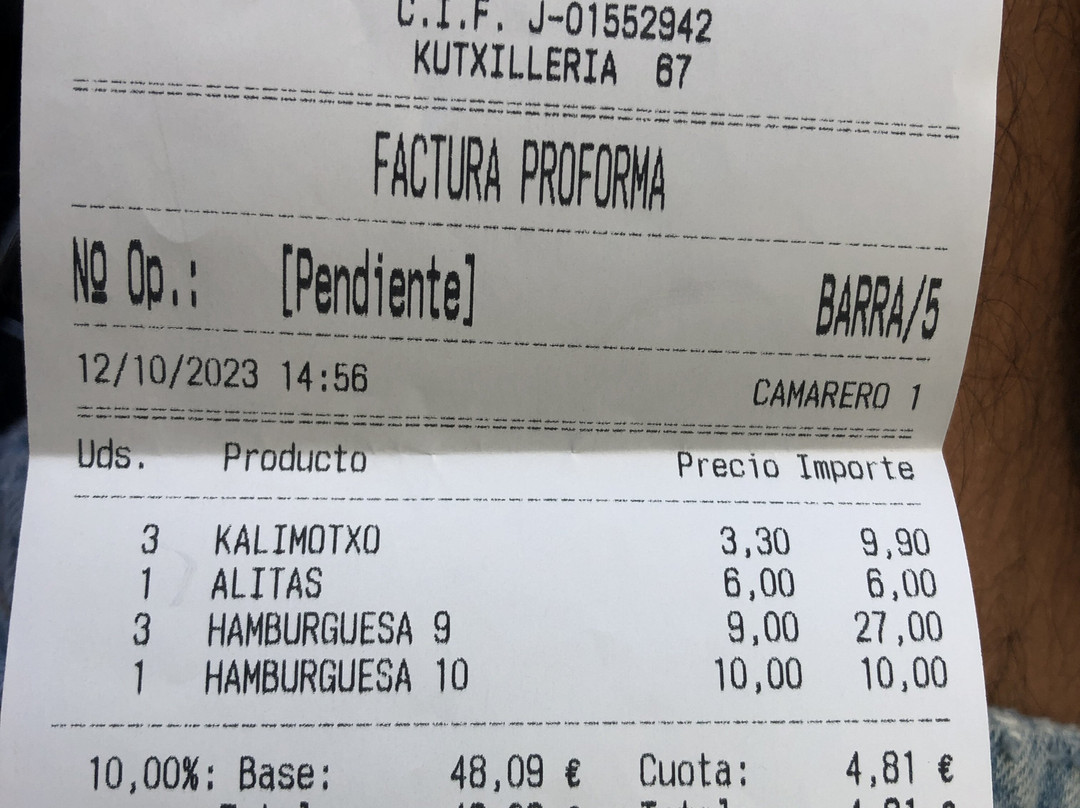 C.I.F. J-01552942
KUTXILLERIA 67
FACTURA PROFORMA
Nº Op.: [Pendiente] BARRA/5
12/10/2023 14:56 CAMARERO 1
Uds. Producto Precio Importe
3 KALIMOTXO 3,30 9,90
1 ALITAS 6,00 6,00
3 HAMBURGUESA 9 9,00 27,00
1 HAMBURGUESA 10 10,00 10,00
10,00%: Base: 48,09 € Cuota: 4,81 €